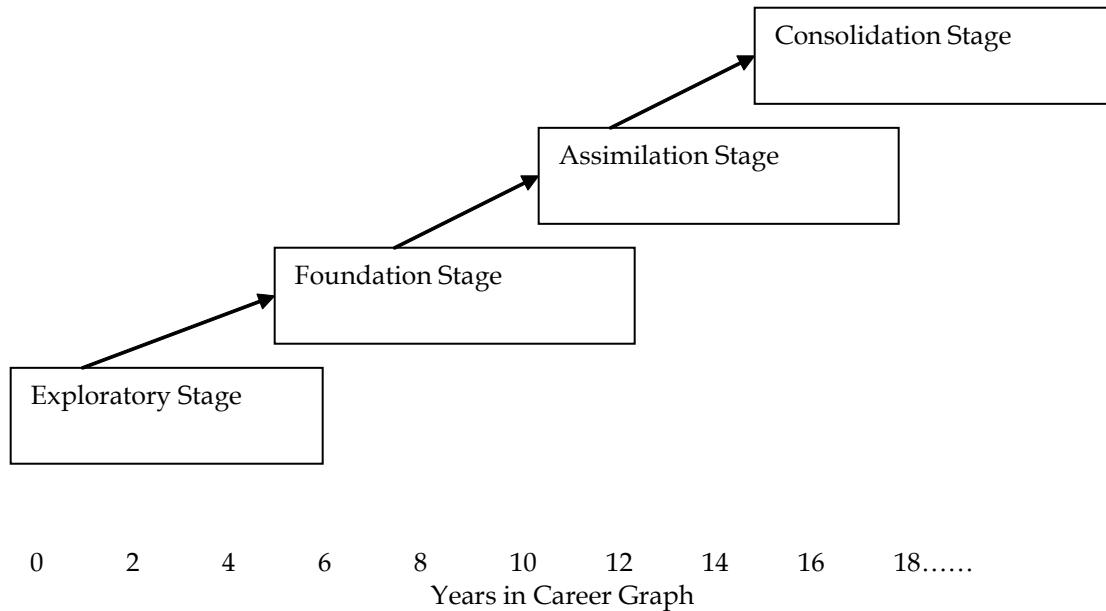 Consolidation Stage
Assimilation Stage
Foundation Stage
Exploratory Stage
0 2 4 6 8 10 12 14 16 18......
Years in Career Graph